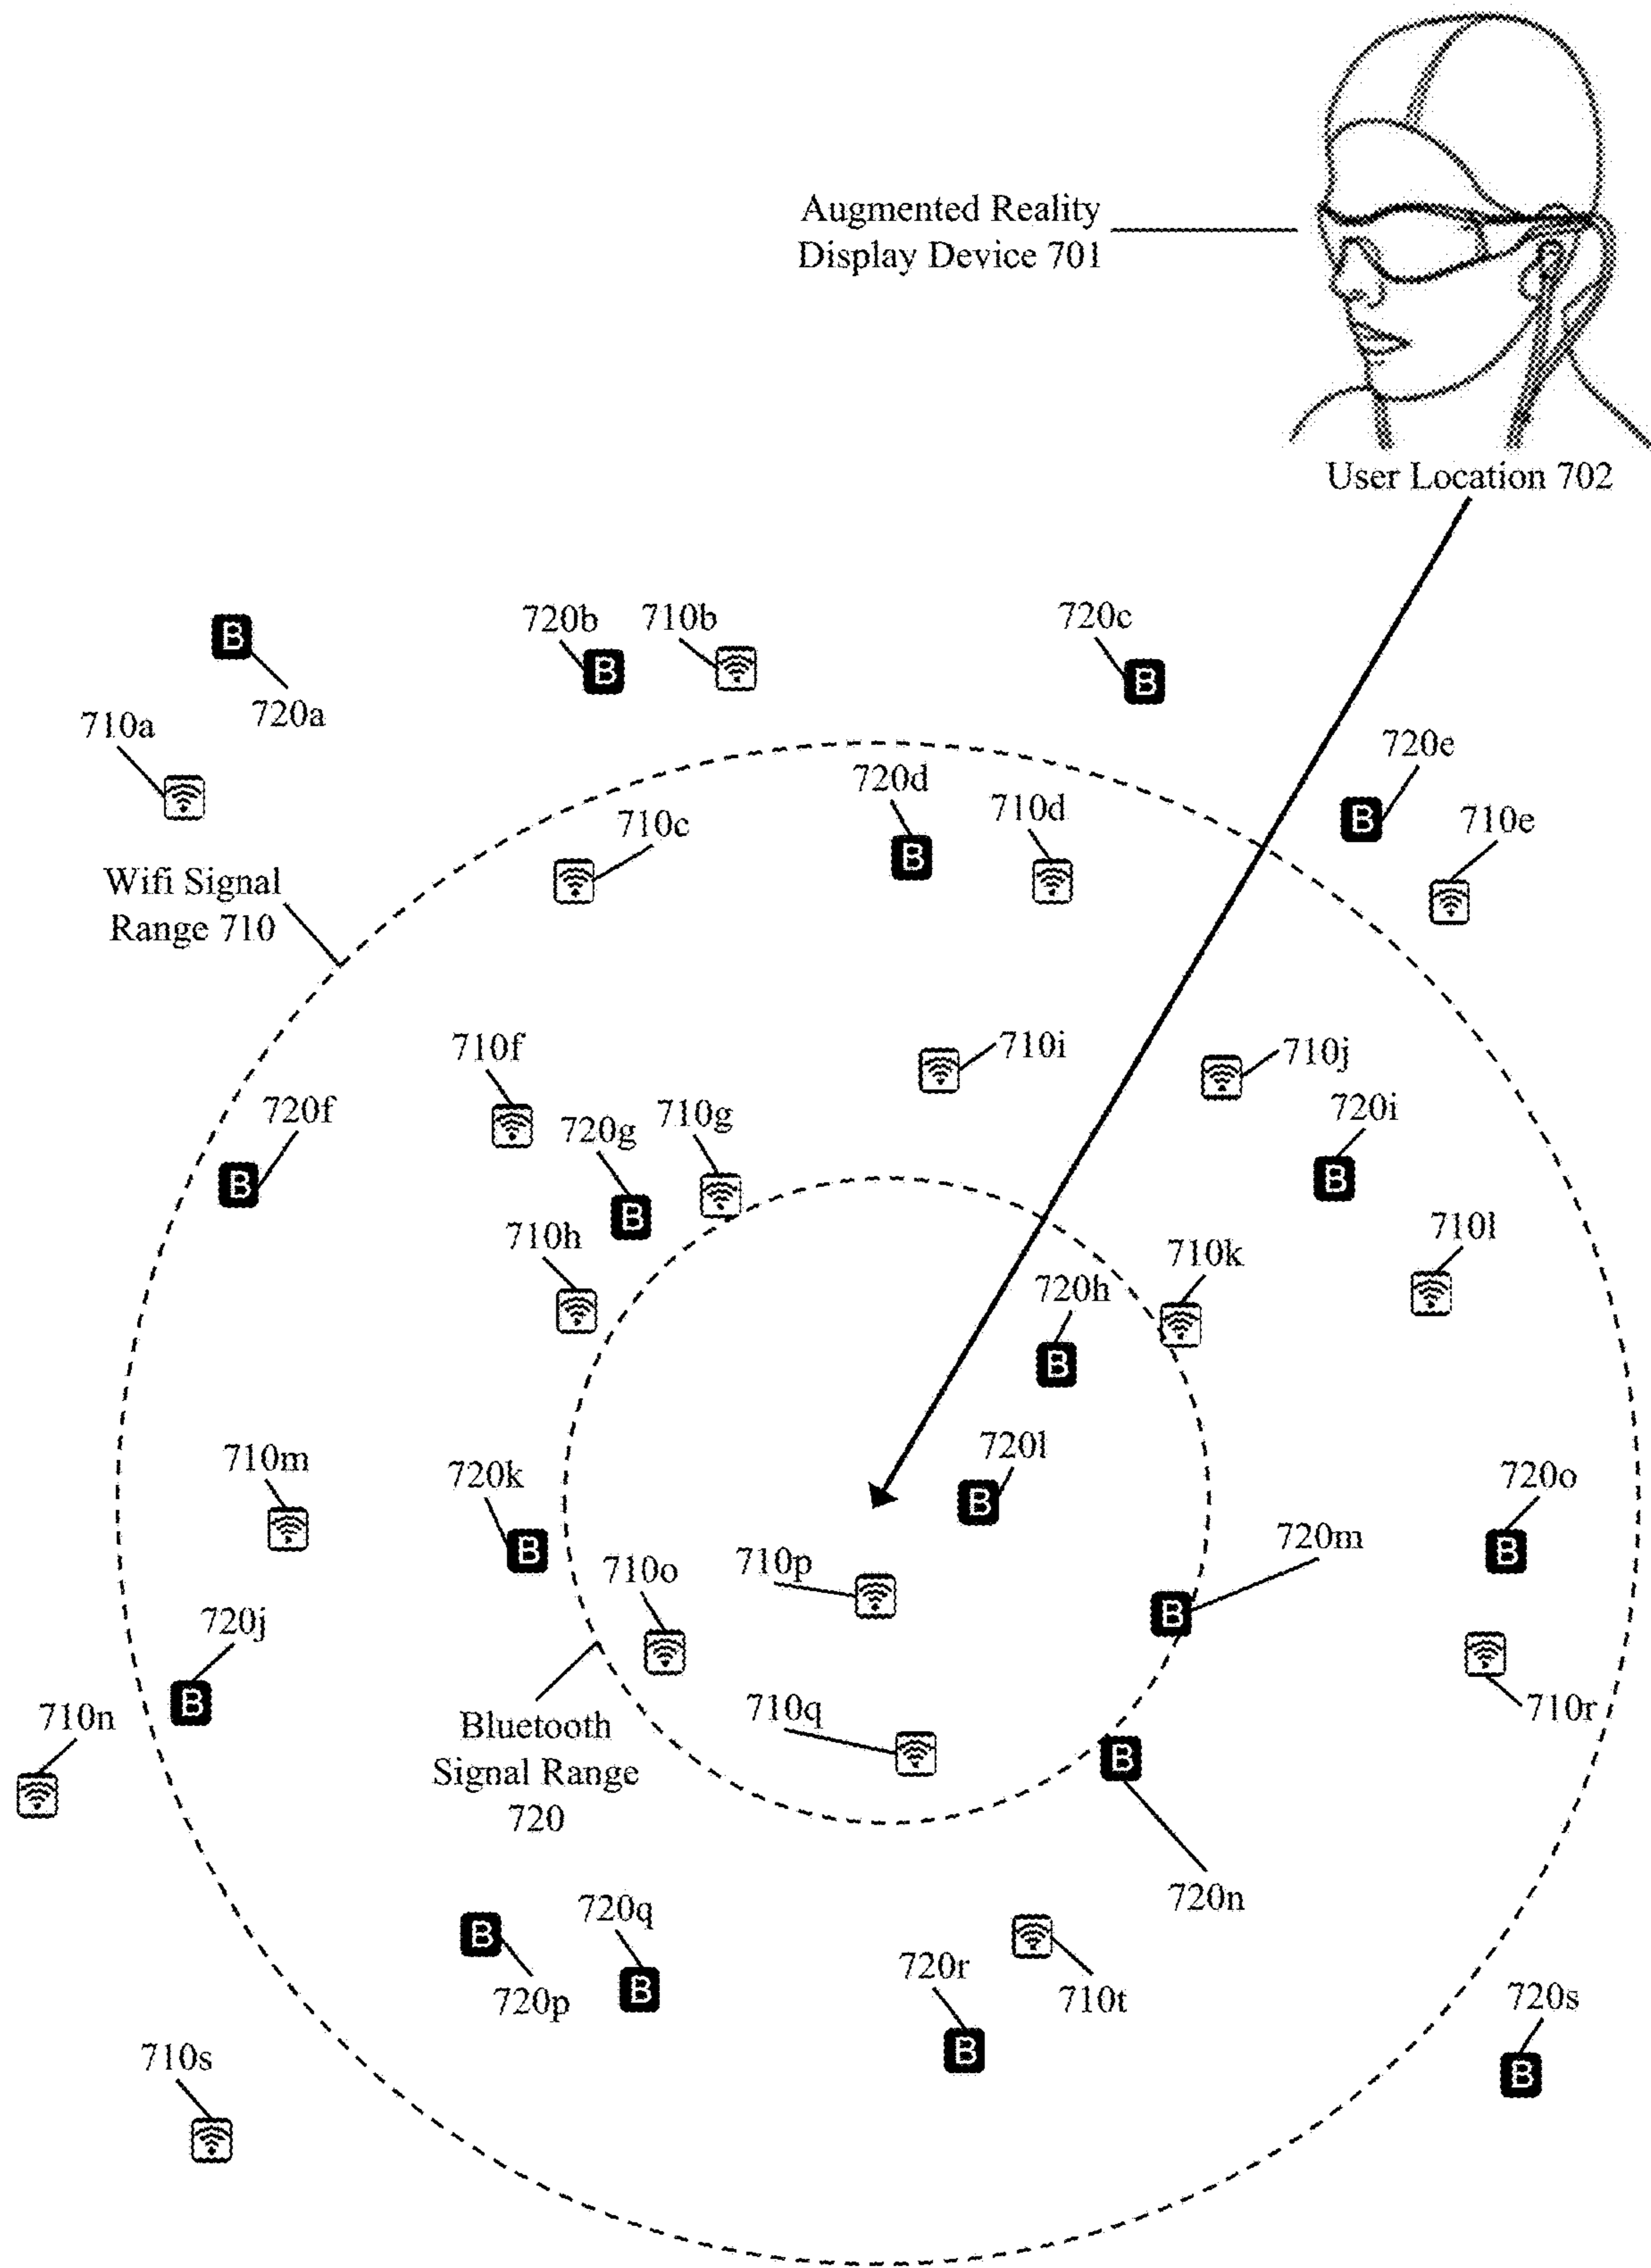 Augmented Reality
Display Device 701
User Location 702
720b
710b
720c
B
B
B
720a
710a
720e
B
720d
710d
710e
710c
B
Wifi Signal
Range 710
710f
710i
710j
720f
720g
710g
720i
B
B
B
710h
710l
710k
720h
B
720l
710m
720k
720o
B
720m
B
B
710o
710p
B
720j
B
710n
710q
710r
Bluetooth
Signal Range
720
B
720n
720q
B
720r
B
720p
710t
720s
B
710s
B